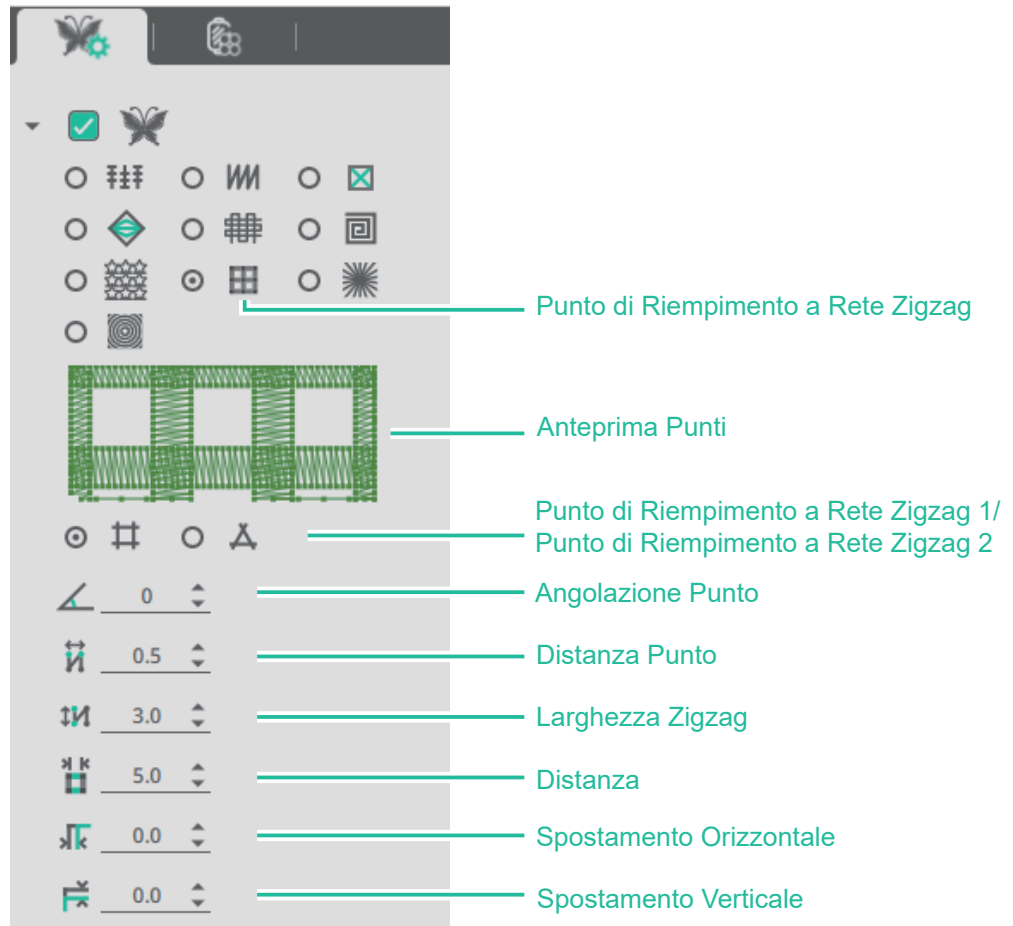 Punto di Riempimento a Rete Zigzag
Anteprima Punti
Punto di Riempimento a Rete Zigzag 1/
Punto di Riempimento a Rete Zigzag 2
0 Angolazione Punto
0.5 Distanza Punto
3.0 Larghezza Zigzag
5.0 Distanza
0.0 Spostamento Orizzontale
0.0 Spostamento Verticale